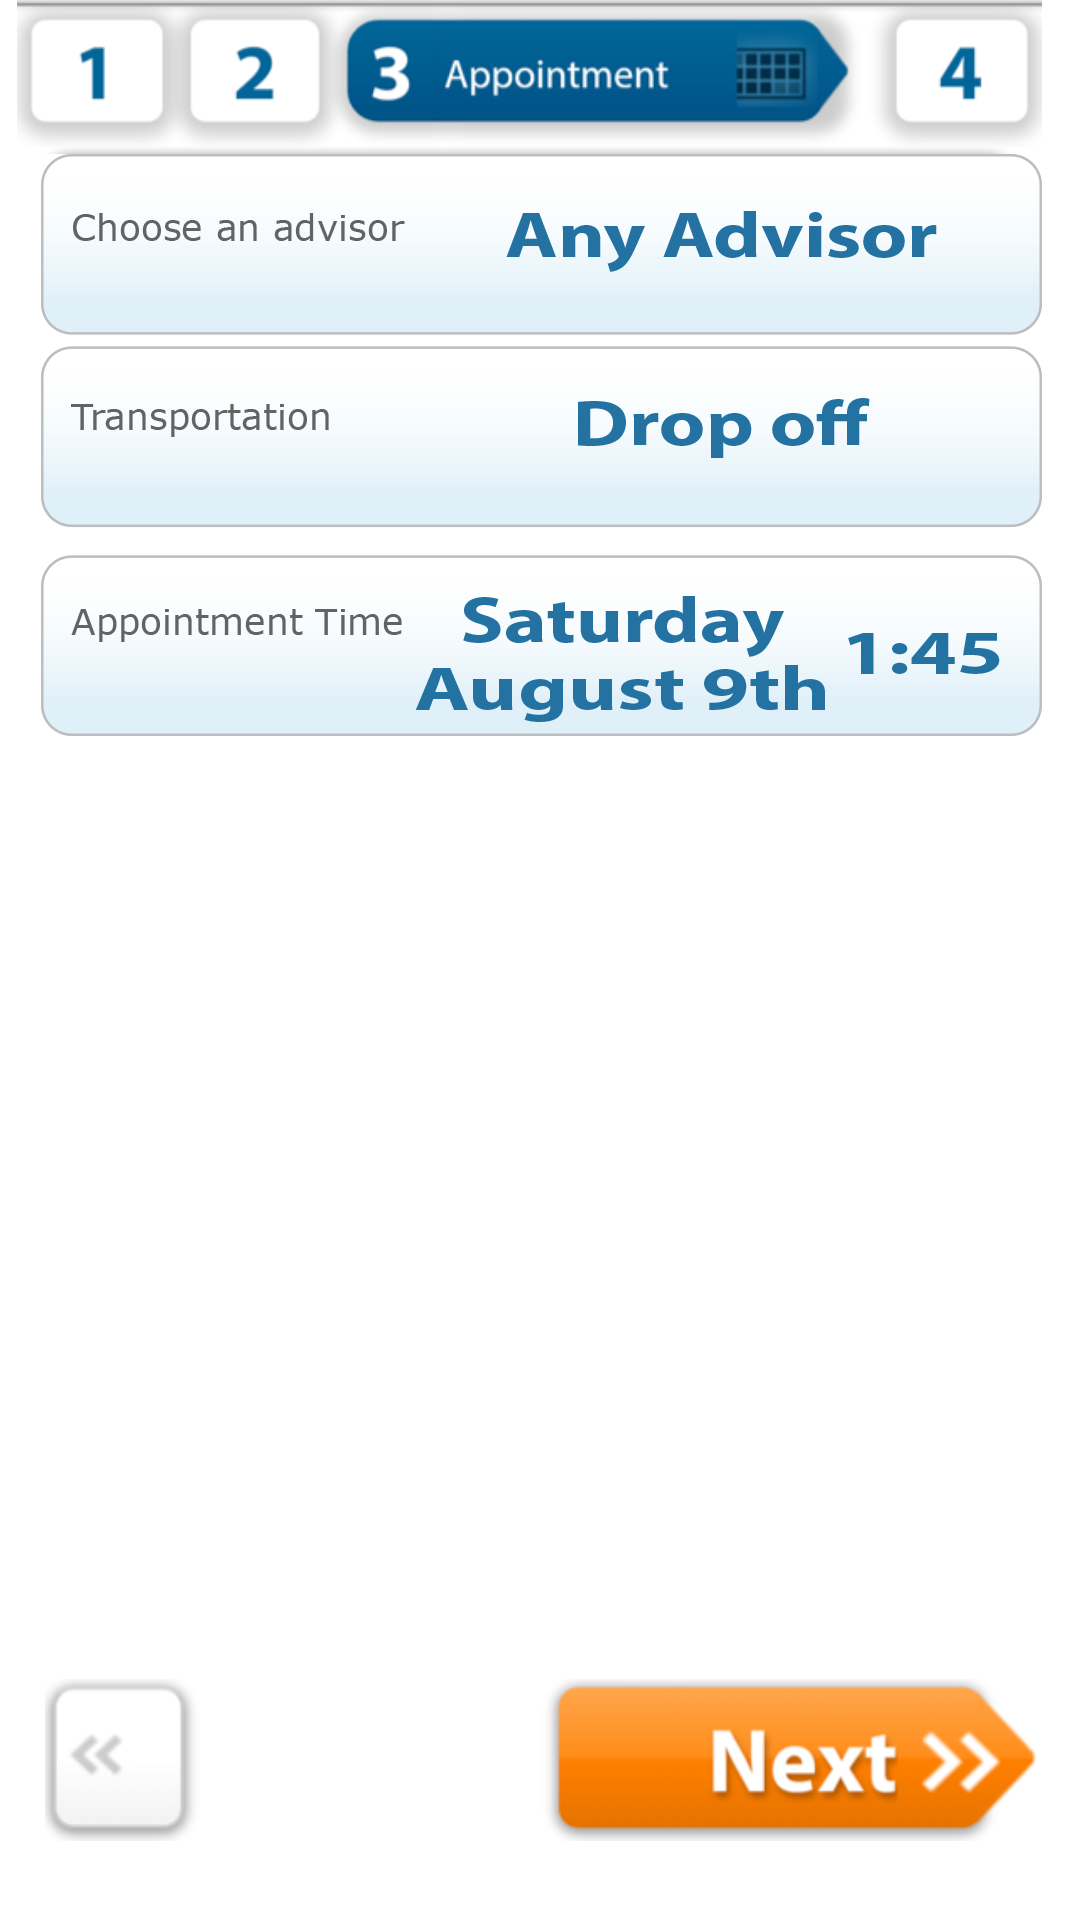 1 2 3 Appointment 4
Choose an advisor Any Advisor
Transportation Drop off
Appointment Time Saturday
August 9th 1:45
Next